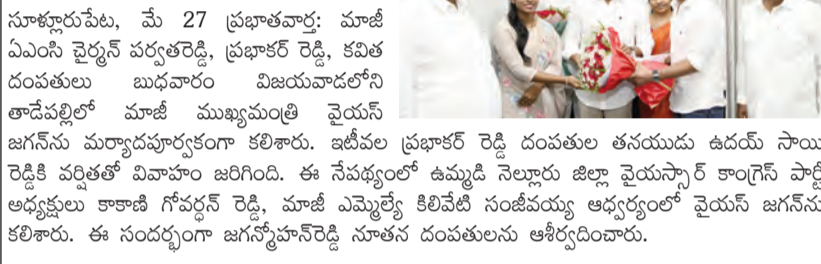 సూళ్లూరుపేట, మే 27 ప్రభాతవార్త: మాజీ
ఏఎంసి చైర్మన్ పర్వతరెడ్డి, ప్రభాకర్ రెడ్డి, కవిత
దంపతులు బుధవారం విజయవాడలోని
తాడేపల్లిలో మాజీ ముఖ్యమంత్రి వైయస్
జగన్‌ను మర్యాదపూర్వకంగా కలిశారు. ఇటీవల ప్రభాకర్ రెడ్డి దంపతుల తనయుడు ఉదయ్ సాయి
రెడ్డికి వర్షితతో వివాహం జరిగింది. ఈ నేపథ్యంలో ఉమ్మడి నెల్లూరు జిల్లా వైయస్సార్ కాంగ్రెస్ పార్టీ
అధ్యక్షులు కాకాణి గోవర్ధన్ రెడ్డి, మాజీ ఎమ్మెల్యే కిలివేటి సంజీవయ్య ఆధ్వర్యంలో వైయస్ జగన్‌ను
కలిశారు. ఈ సందర్భంగా జగన్మోహన్‌రెడ్డి నూతన దంపతులను ఆశీర్వదించారు.